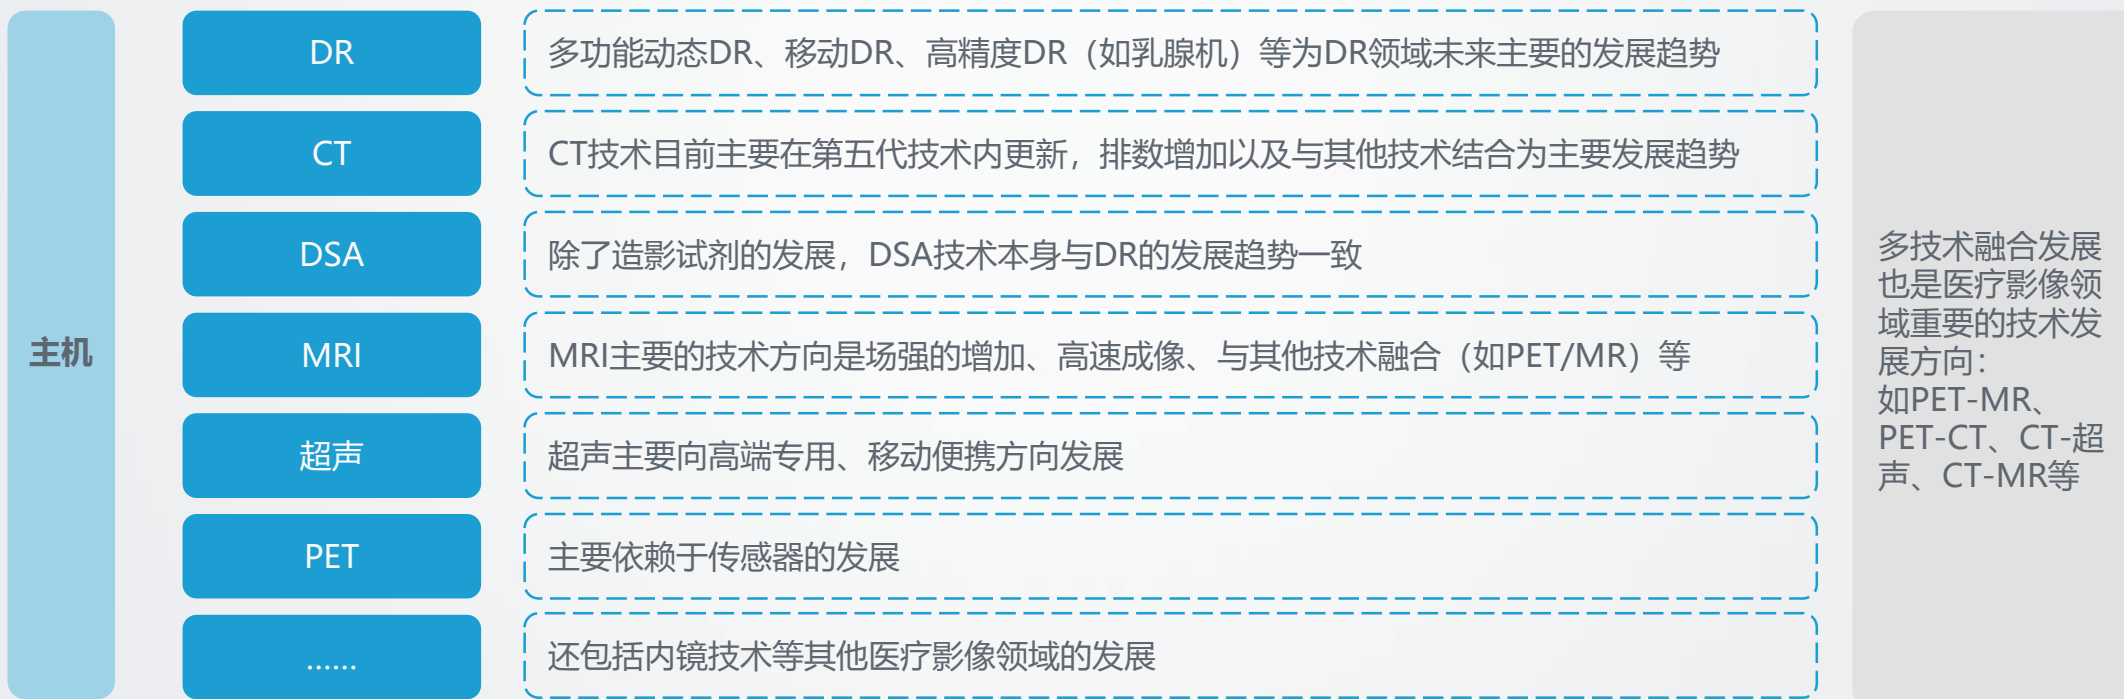 主机
DR
多功能动态DR、移动DR、高精度DR（如乳腺机）等为DR领域未来主要的发展趋势
CT
CT技术目前主要在第五代技术内更新，排数增加以及与其他技术结合为主要发展趋势
DSA
除了造影试剂的发展，DSA技术本身与DR的发展趋势一致
MRI
MRI主要的技术方向是场强的增加、高速成像、与其他技术融合（如PET/MR）等
超声
超声主要向高端专用、移动便携方向发展
PET
主要依赖于传感器的发展
……
还包括内镜技术等其他医疗影像领域的发展
多技术融合发展
也是医疗影像领
域重要的技术发
展方向：
如PET-MR、
PET-CT、CT-超
声、CT-MR等